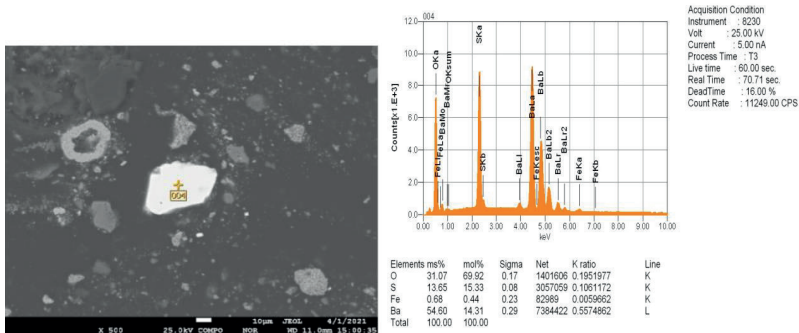 004
X 500 25.0kV COMPO NOR 10µm JEOL WD 11.0mm 4/1/2021 15:00:35
004
Counts[x1.E+3]
12.0
10.0
8.0
6.0
4.0
2.0
0.0
OKa
FeLl
FeLa
BaMz
OKsum
SKa
SKb
BaLl
BaLa
FeKesc
BaLb
BaLb2
BaLr
BaLr2
FeKa
FeKb
0.00 1.00 2.00 3.00 4.00 5.00 6.00 7.00 8.00 9.00 10.00
keV
Acquisition Condition
Instrument : 8230
Volt : 25.00 kV
Current : 5.00 nA
Process Time : T3
Live time : 60.00 sec.
Real Time : 70.71 sec.
DeadTime : 16.00 %
Count Rate : 11249.00 CPS
Elements ms% mol% Sigma Net K ratio Line
O 31.07 69.92 0.17 1401606 0.1951977 K
S 13.65 15.33 0.08 3057059 0.1061172 K
Fe 0.68 0.44 0.23 82989 0.0059662 K
Ba 54.60 14.31 0.29 7384422 0.5574862 L
Total 100.00 100.00